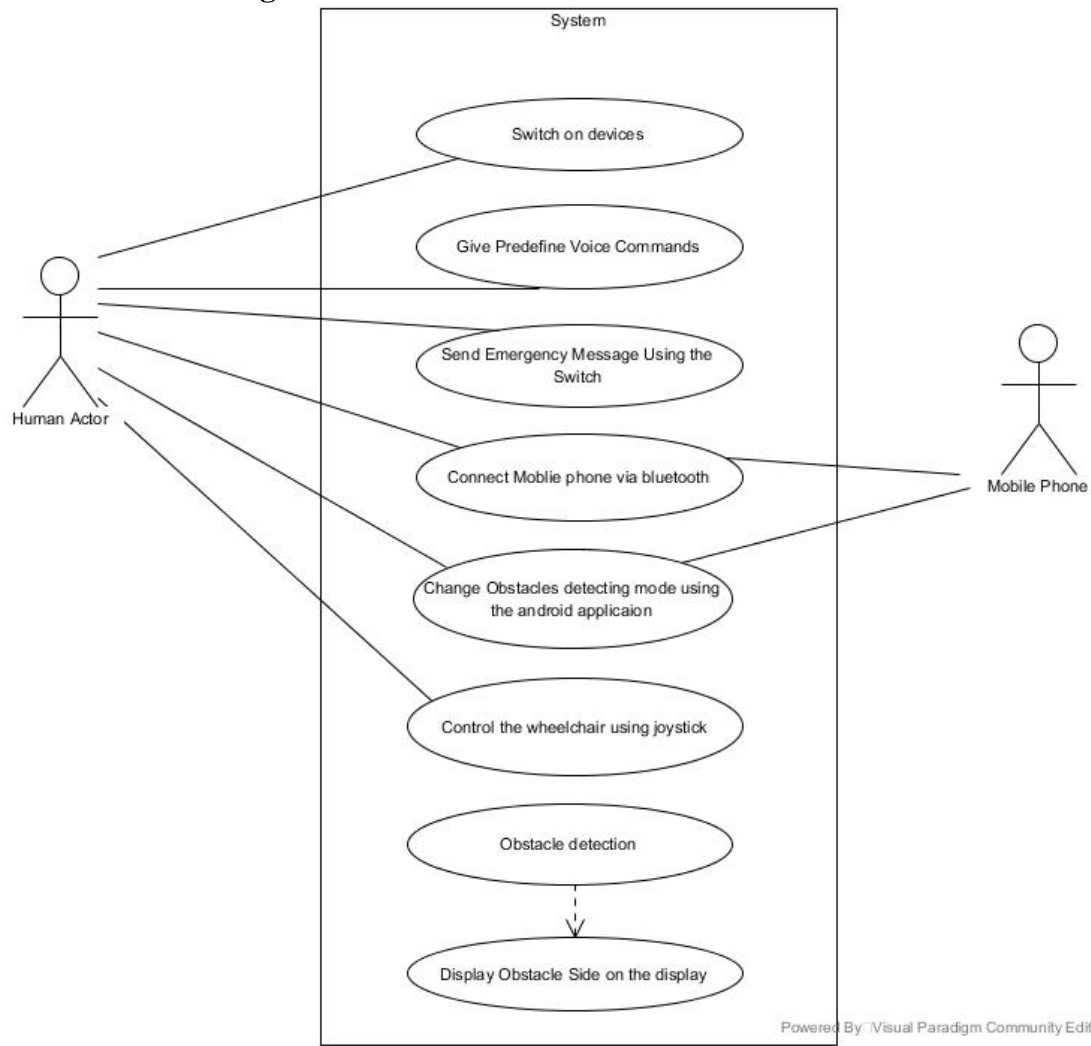 System
Switch on devices
Give Predefine Voice Commands
Send Emergency Message Using the
Switch
Human Actor
Connect Moblie phone via bluetooth
Mobile Phone
Change Obstacles detecting mode using
the android applicaion
Control the wheelchair using joystick
Obstacle detection
Display Obstacle Side on the display
Powered By Visual Paradigm Community Edit